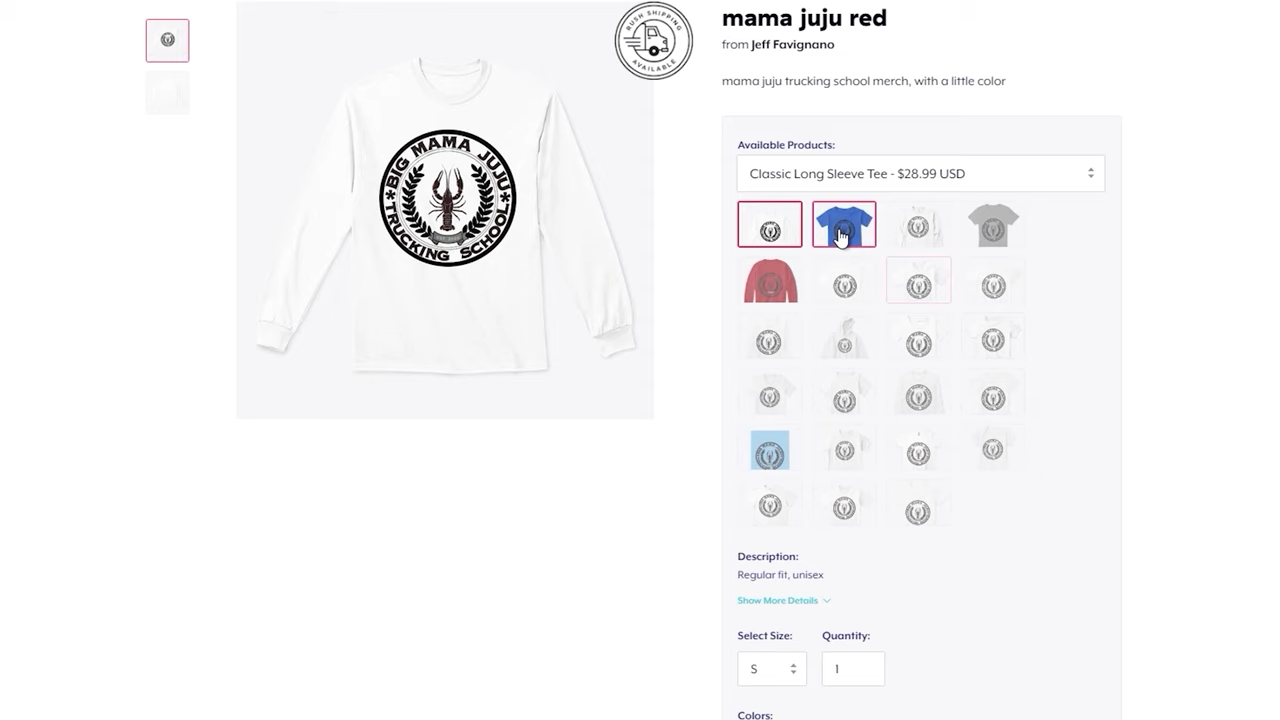 RUSH SHIPPING
AVAILABLE
mama juju red
from Jeff Favignano
mama juju trucking school merch, with a little color
BIG MAMA JUJU
TRUCKING SCHOOL
Available Products:
Classic Long Sleeve Tee - $28.99 USD
Description:
Regular fit, unisex
Show More Details
Select Size:
Quantity:
S
1
Colors: